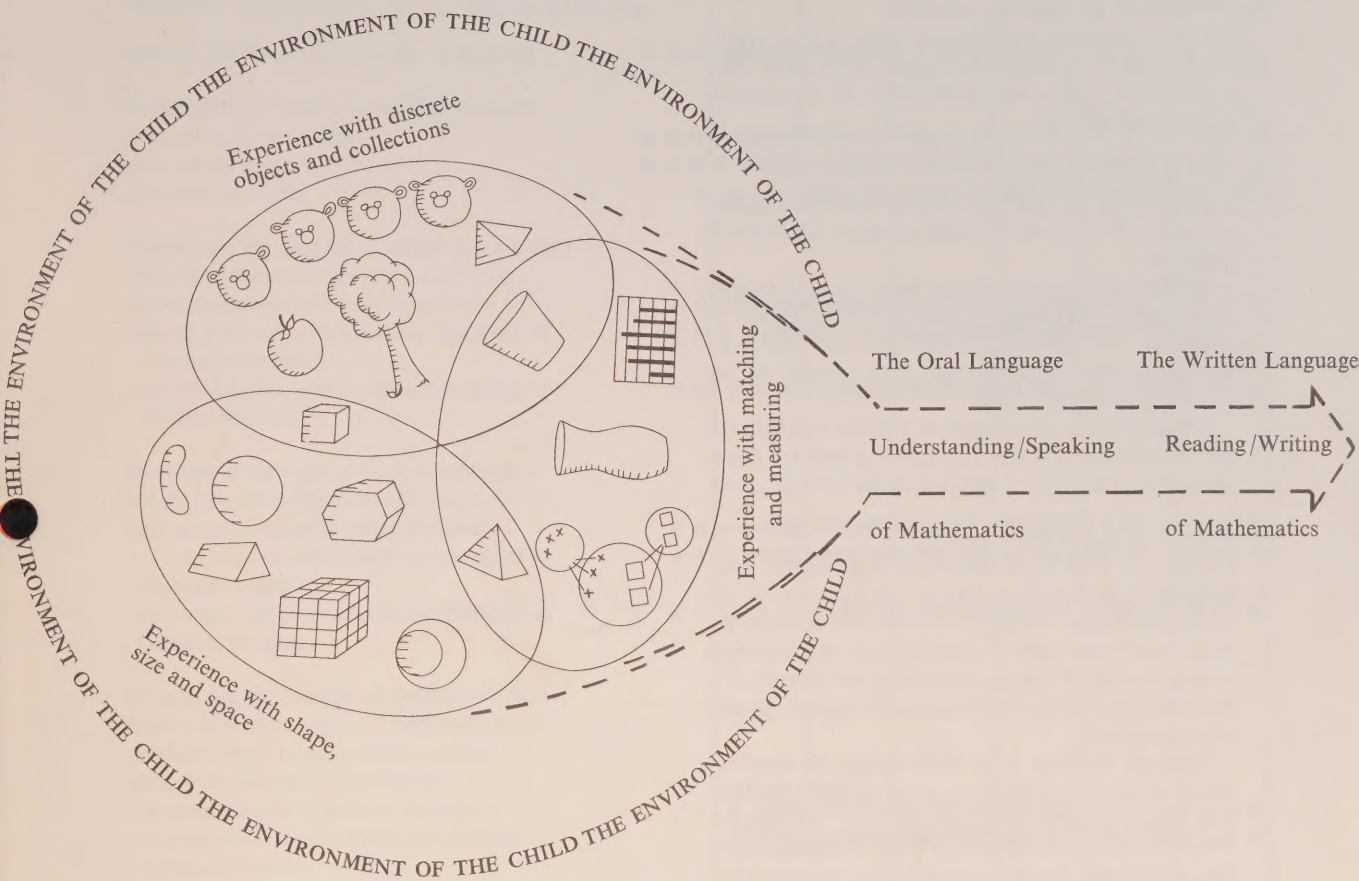 THE ENVIRONMENT OF THE CHILD THE ENVIRONMENT OF THE CHILD THE ENVIRONMENT OF THE CHILD
Experience with discrete
objects and collections
Experience with matching
and measuring
Experience with shape,
size and space
The Oral Language
Understanding/Speaking
of Mathematics
The Written Language
Reading/Writing
of Mathematics
THE VIRONMENT OF THE CHILD THE ENVIRONMENT OF THE CHILD THE ENVIRONMENT OF THE CHILD